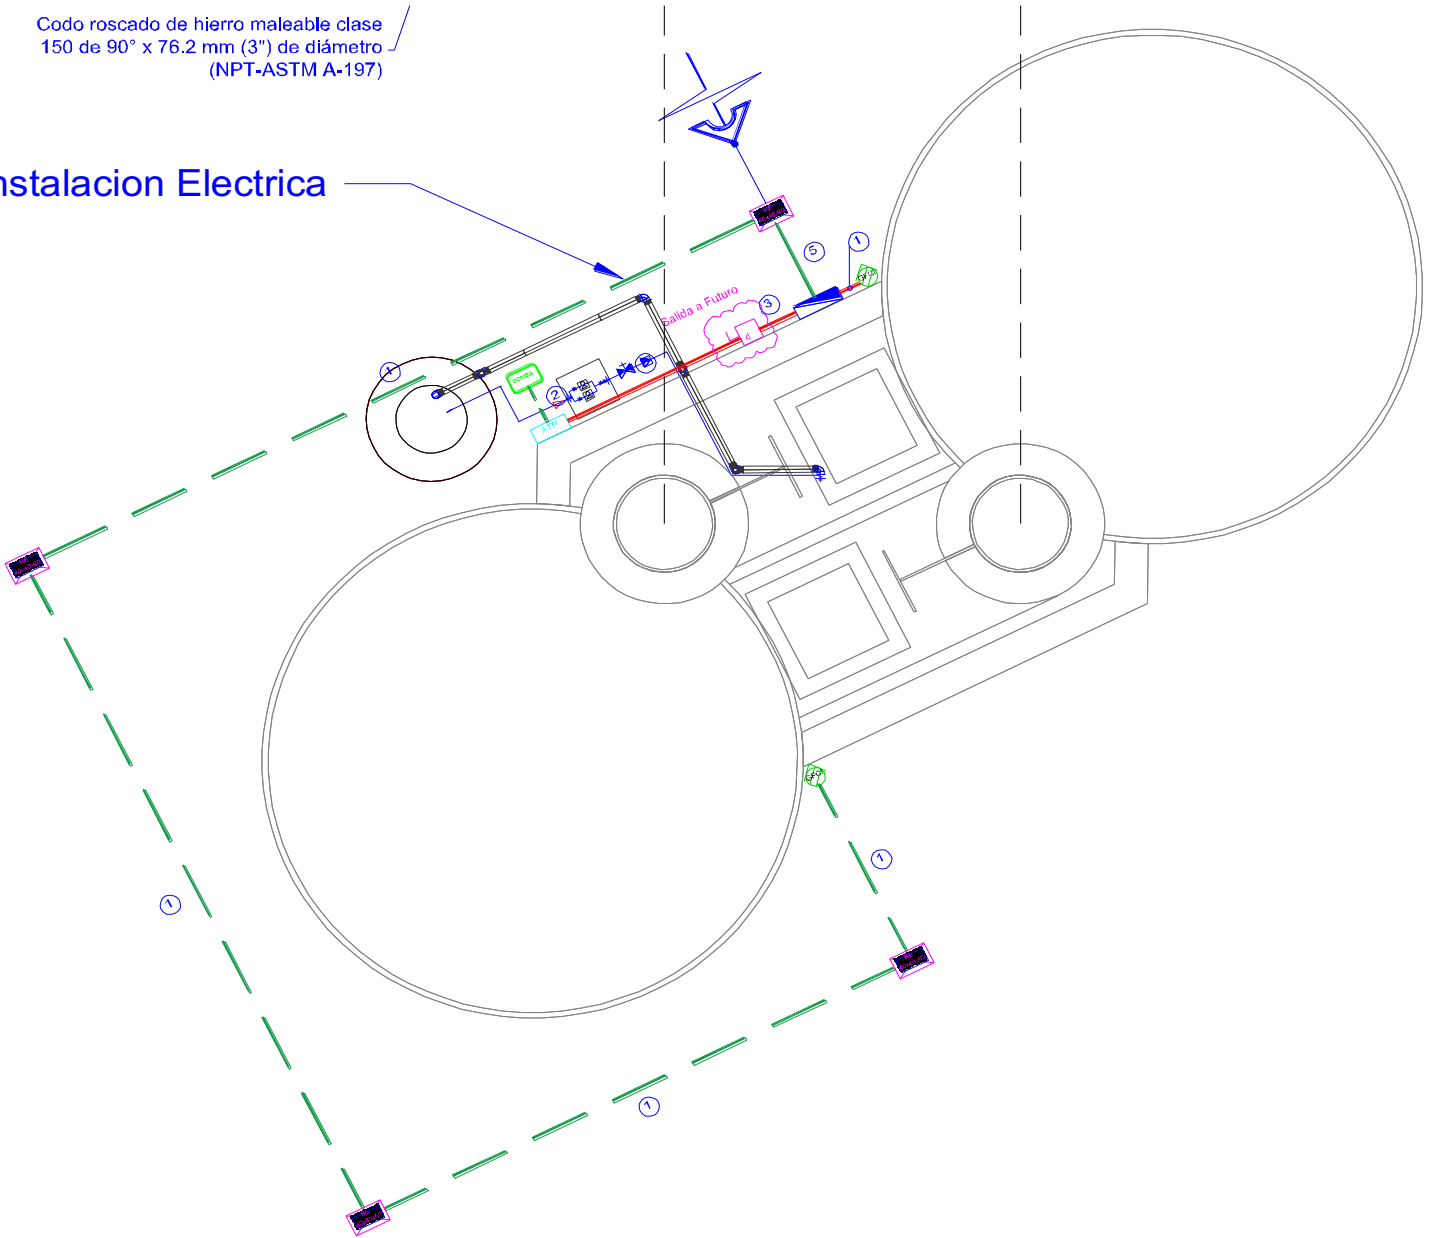 Codo roscado de hierro maleable clase
150 de 90° x 76.2 mm (3") de diámetro
(NPT-ASTM A-197)
nstalacion Electrica
5
1
Salida a Futuro
3
d
1
BOMBA
2
ATP
1
1
1